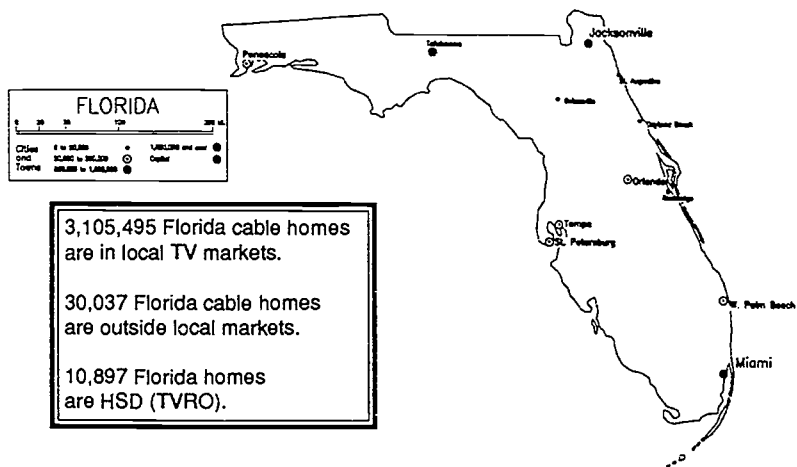 Jacksonville
Tallahassee
Pensacola
St. Augustine
Gainesville
Daytona Beach
Orlando
Tampa
St. Petersburg
W. Palm Beach
Miami
FLORIDA
Cities
and
Towns
Capital
3,105,495 Florida cable homes
are in local TV markets.
30,037 Florida cable homes
are outside local markets.
10,897 Florida homes
are HSD (TVRO).